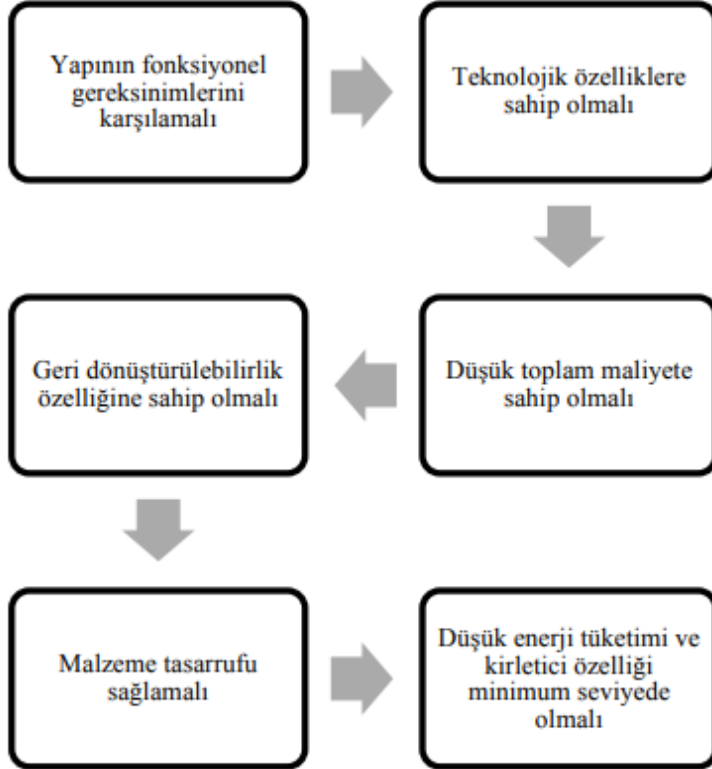 Yapının fonksiyonel
gereksinimlerini
karşılamalı
Teknolojik özelliklere
sahip olmalı
Düşük toplam maliyete
sahip olmalı
Geri dönüştürülebilirlik
özelliğine sahip olmalı
Malzeme tasarrufu
sağlamalı
Düşük enerji tüketimi ve
kirletici özelliği
minimum seviyede
olmalı